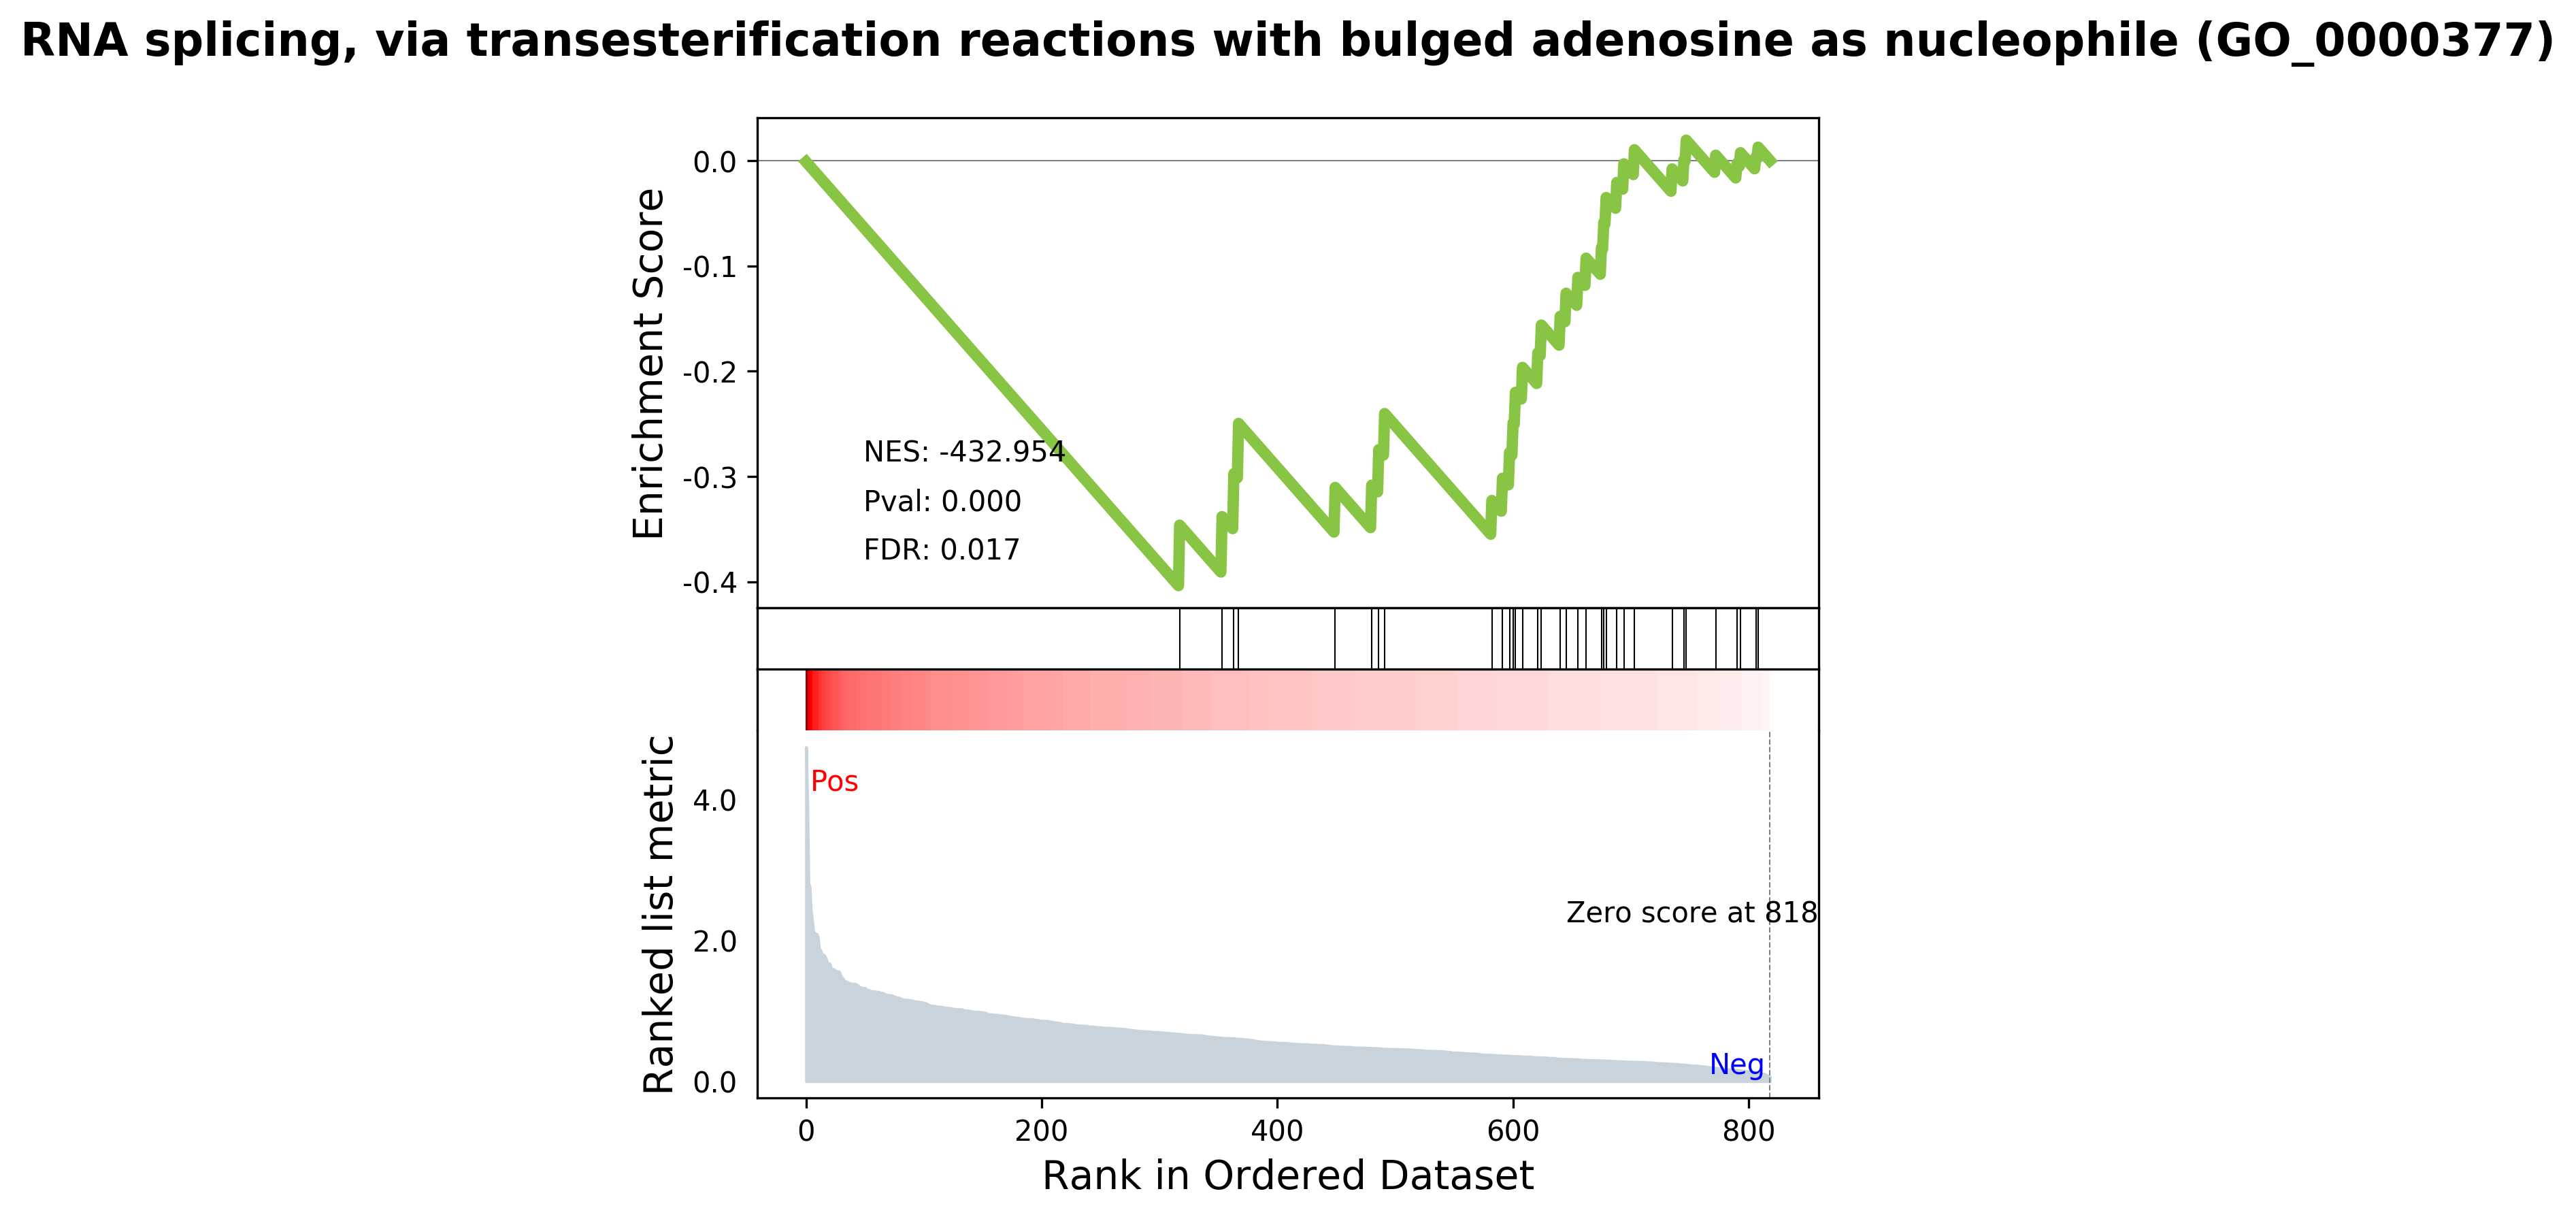 RNA splicing, via transesterification reactions with bulged adenosine as nucleophile (GO_0000377)
Enrichment Score
0.0
-0.1
-0.2
-0.3
-0.4
NES: -432.954
Pval: 0.000
FDR: 0.017
Ranked list metric
4.0
2.0
0.0
Pos
Zero score at 818
Neg
0 200 400 600 800
Rank in Ordered Dataset